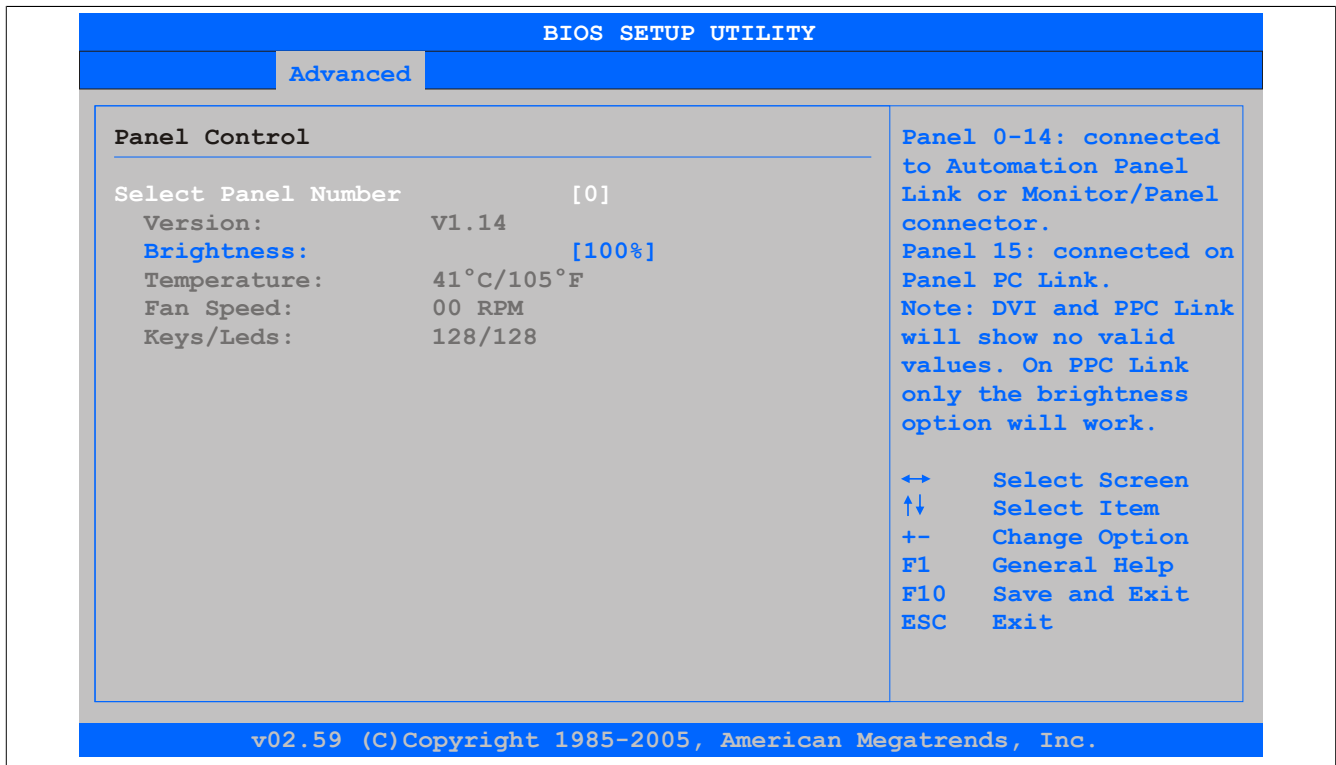 BIOS SETUP UTILITY
Advanced
Panel Control
Select Panel Number [0]
Version: V1.14
Brightness: [100%]
Temperature: 41°C/105°F
Fan Speed: 00 RPM
Keys/Leds: 128/128
Panel 0-14: connected
to Automation Panel
Link or Monitor/Panel
connector.
Panel 15: connected on
Panel PC Link.
Note: DVI and PPC Link
will show no valid
values. On PPC Link
only the brightness
option will work.
↔ Select Screen
↑↓ Select Item
+- Change Option
F1 General Help
F10 Save and Exit
ESC Exit
v02.59 (C)Copyright 1985-2005, American Megatrends, Inc.